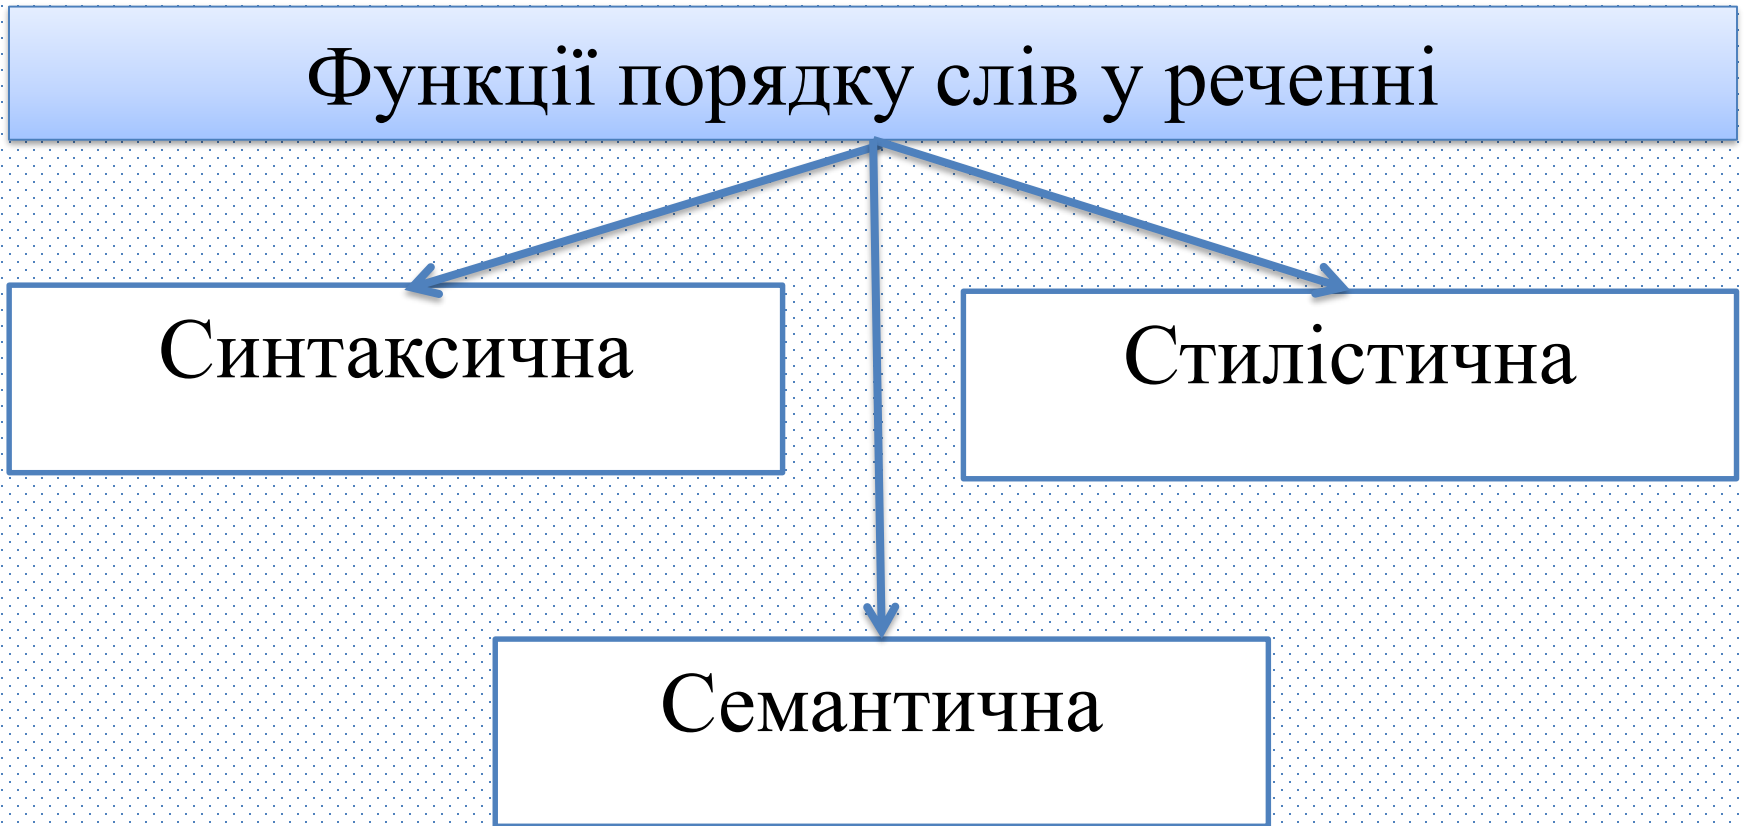 Функції порядку слів у реченні
Синтаксична
Стилістична
Семантична